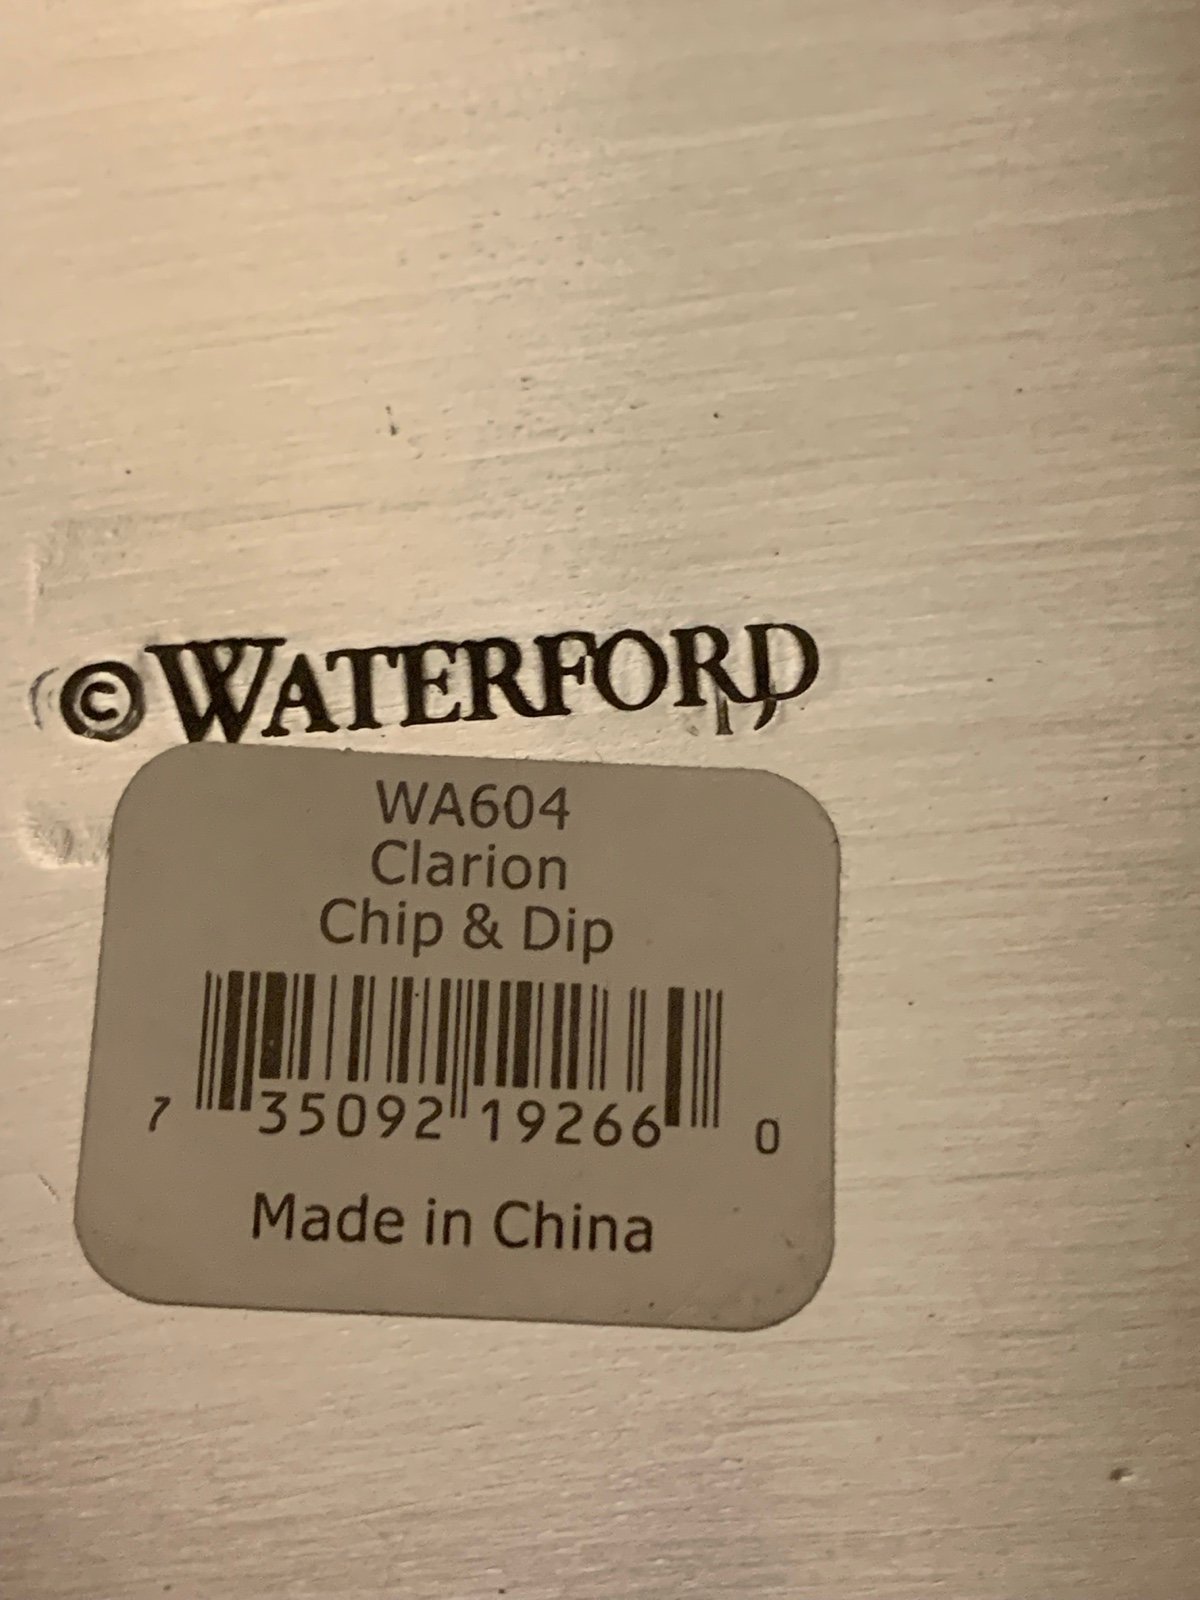 © WATERFORD
WA604
Clarion
Chip & Dip
7 35092 19266 0
Made in China